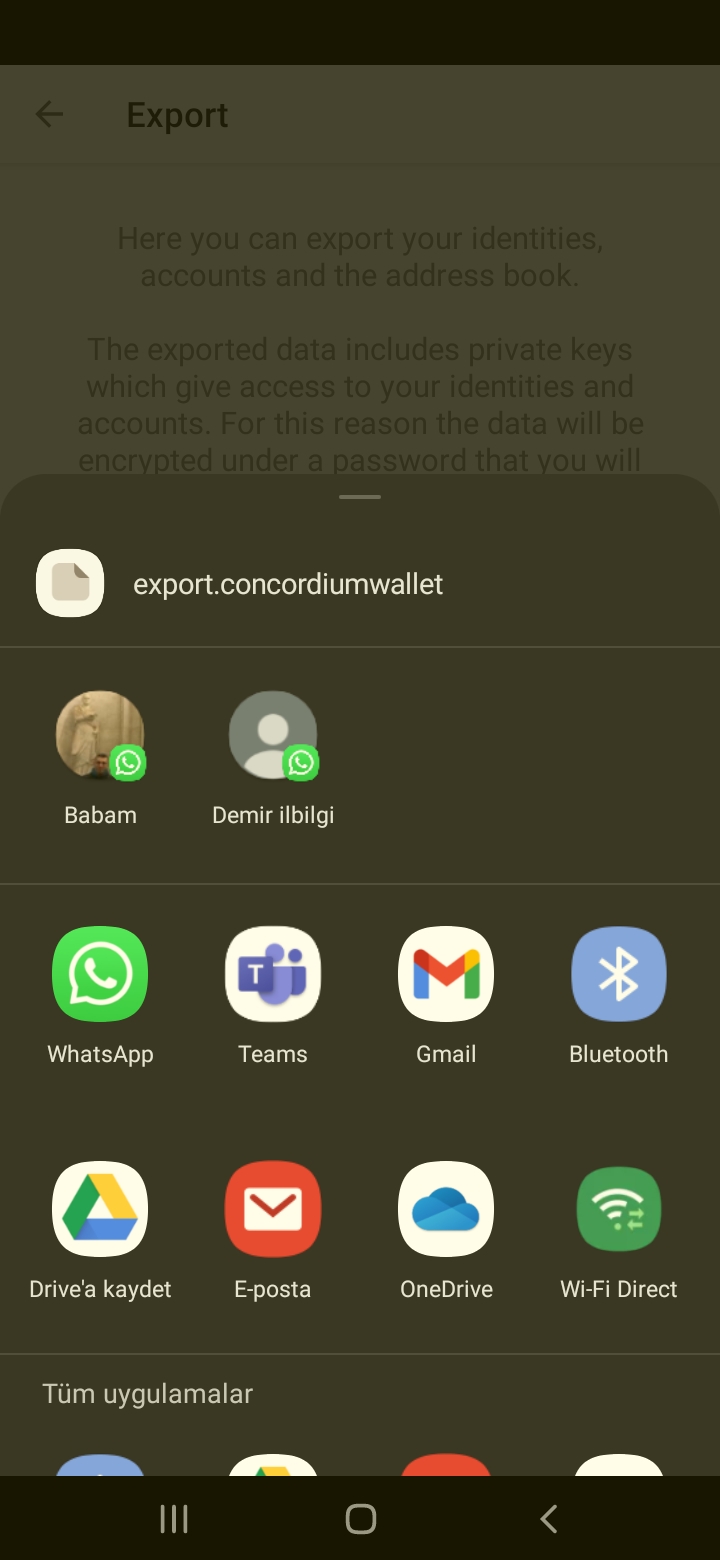 Export
Here you can export your identities,
accounts and the address book.
The exported data includes private keys
which give access to your identities and
accounts. For this reason the data will be
encrypted under a password that you will
export.concordiumwallet
Babam
Demir ilbilgi
WhatsApp
Teams
Gmail
Bluetooth
Drive'a kaydet
E-posta
OneDrive
Wi-Fi Direct
Tüm uygulamalar